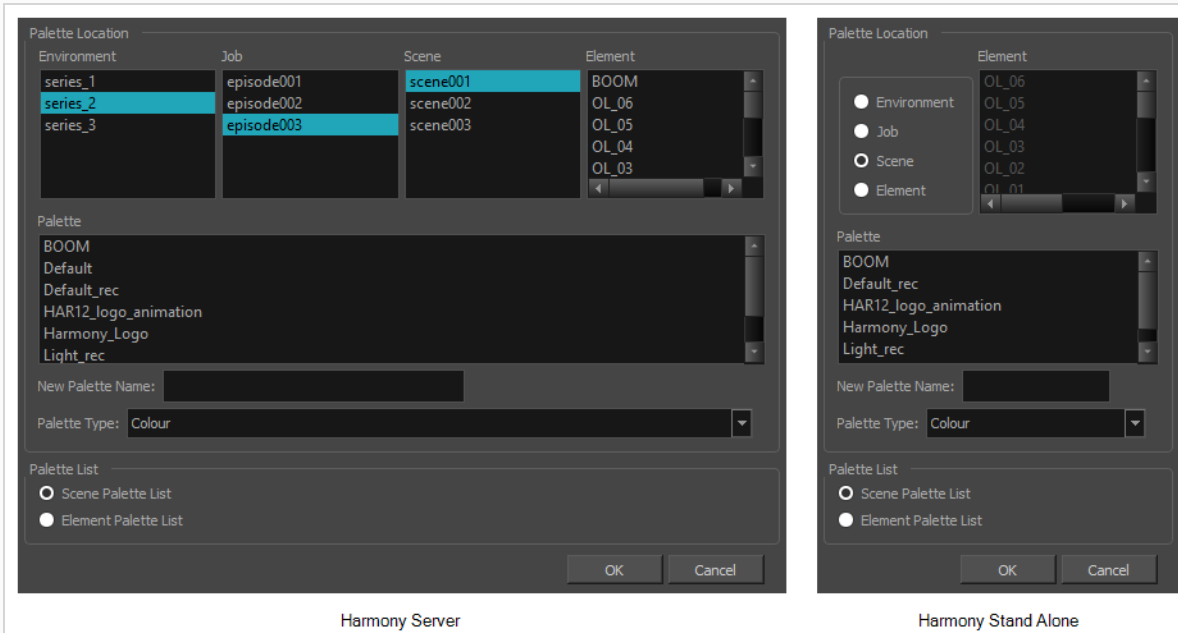 Palette Location
Environment Job Scene Element
series_1 episode001 scene001 BOOM
series_2 episode002 scene002 OL_06
series_3 episode003 scene003 OL_05
OL_04
OL_03
Palette
BOOM
Default
Default_rec
HAR12_logo_animation
Harmony_Logo
Light_rec
New Palette Name:
Palette Type: Colour
Palette List
Scene Palette List
Element Palette List
OK Cancel
Harmony Server
Palette Location
Element
Environment
Job
Scene
Element
OL_06
OL_05
OL_04
OL_03
OL_02
OL_01
Palette
BOOM
Default_rec
HAR12_logo_animation
Harmony_Logo
Light_rec
New Palette Name:
Palette Type: Colour
Palette List
Scene Palette List
Element Palette List
OK Cancel
Harmony Stand Alone